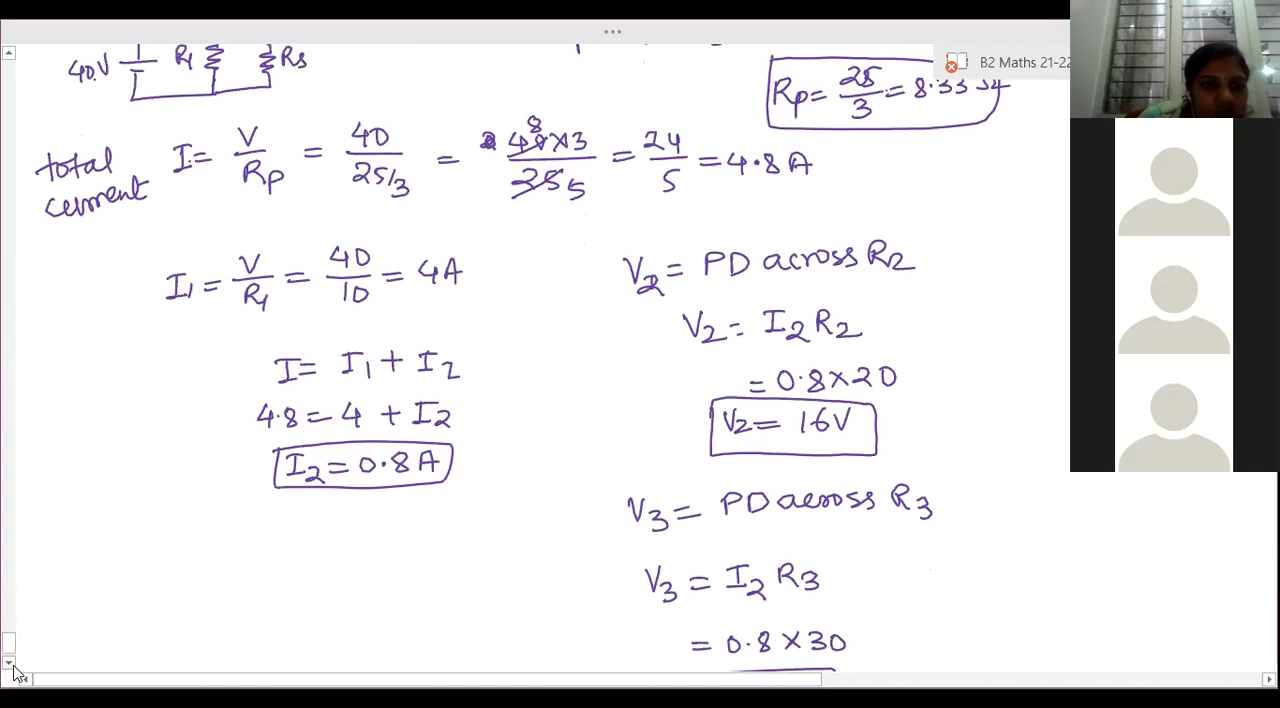 40V R1 Rs
Rp = 25/3 = 8.33
B2 Maths 21-22
total current I = V/Rp = 40/(25/3) = 40×3/25 5 = 24/5 = 4.8 A
8
I1 = V/R1 = 40/10 = 4A
I = I1 + I2
4.8 = 4 + I2
I2 = 0.8 A
V2 = PD across R2
V2 = I2 R2
= 0.8×20
V2 = 16V
V3 = PD across R3
V3 = I2 R3
= 0.8 × 30